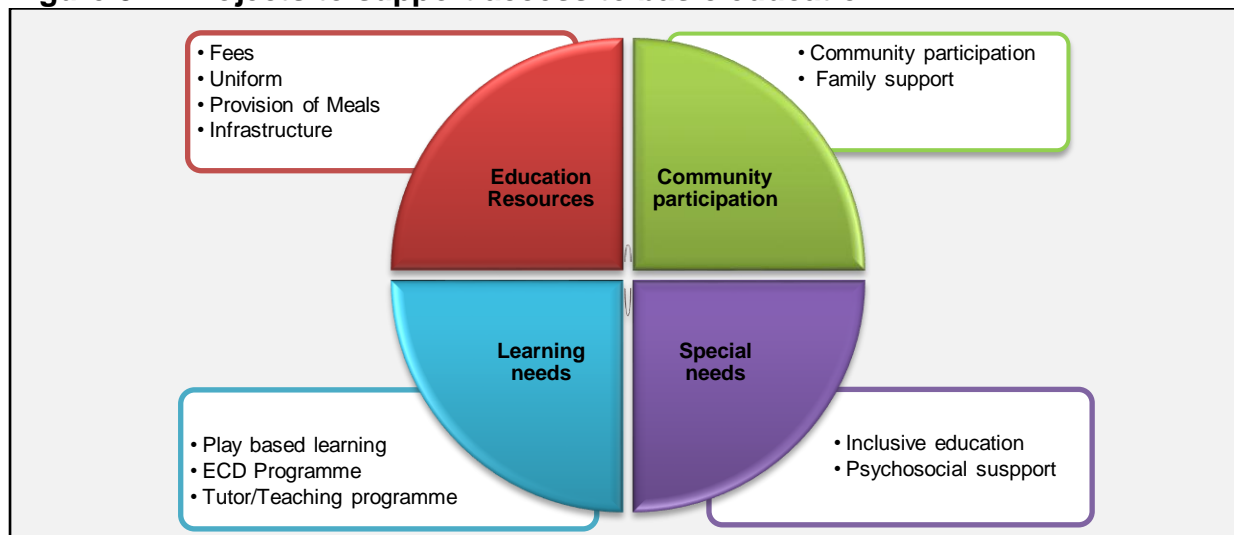 • Fees
• Uniform
• Provision of Meals
• Infrastructure
• Community participation
• Family support
Education
Resources
Community
participation
Learning
needs
Special
needs
• Play based learning
• ECD Programme
• Tutor/Teaching programme
• Inclusive education
• Psychosocial suspport